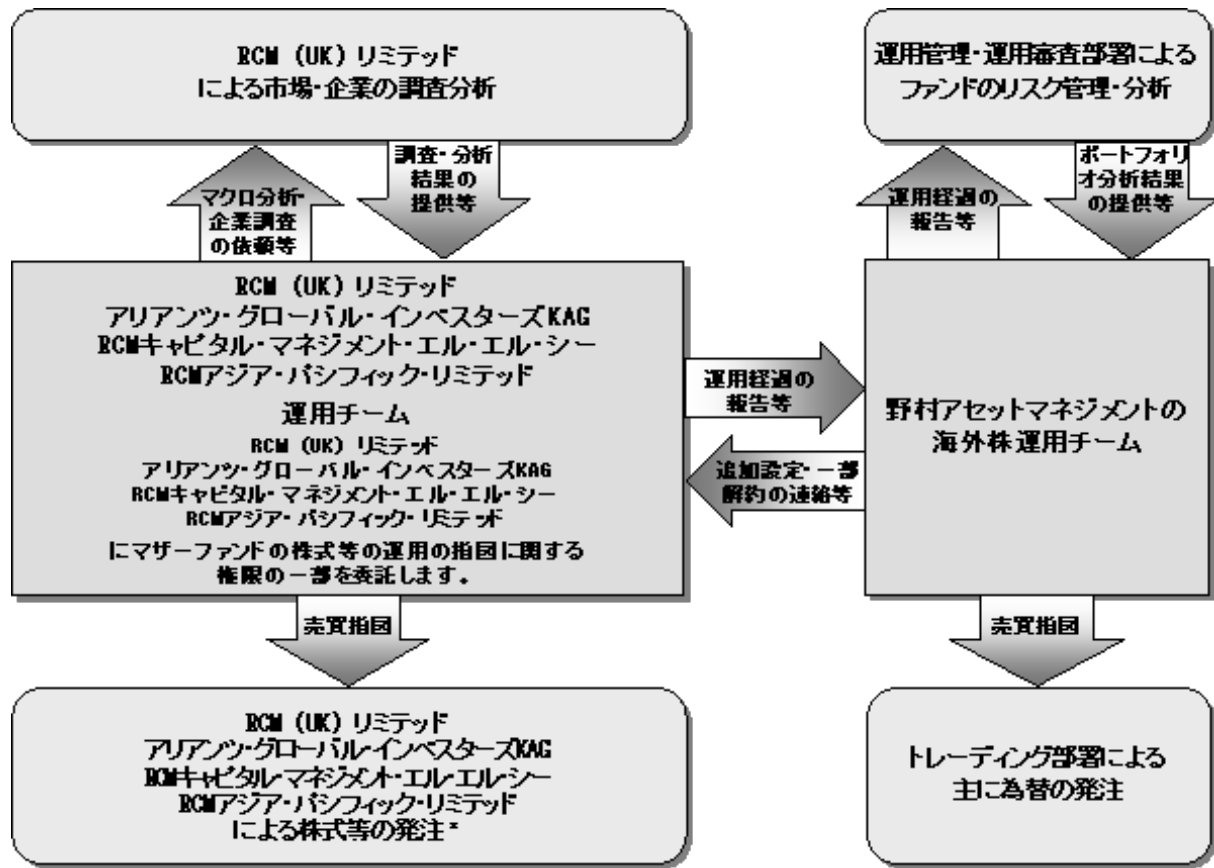 RCM (UK) リミテッド
による市場・企業の調査分析
運用管理・運用審査部署による
ファンドのリスク管理・分析
マクロ分析・
企業調査
の依頼等
調査・分析
結果の
提供等
運用経過の
報告等
ポートフォリ
オ分析結果
の提供等
RCM (UK) リミテッド
アリアンツ・グローバル・インベスターズKAG
RCMキャピタル・マネジメント・エル・エル・シー
RCMアジア・パシフィック・リミテッド
運用チーム
RCM (UK) リミテッド
アリアンツ・グローバル・インベスターズKAG
RCMキャピタル・マネジメント・エル・エル・シー
RCMアジア・パシフィック・リミテッド
にマザーファンドの株式等の運用の指図に関する
権限の一部を委託します。
運用経過の
報告等
追加設定・一部
解約の連絡等
野村アセットマネジメントの
海外株運用チーム
売買指図
売買指図
RCM (UK) リミテッド
アリアンツ・グローバル・インベスターズKAG
RCMキャピタル・マネジメント・エル・エル・シー
RCMアジア・パシフィック・リミテッド
による株式等の発注*
トレーディング部署による
主に為替の発注